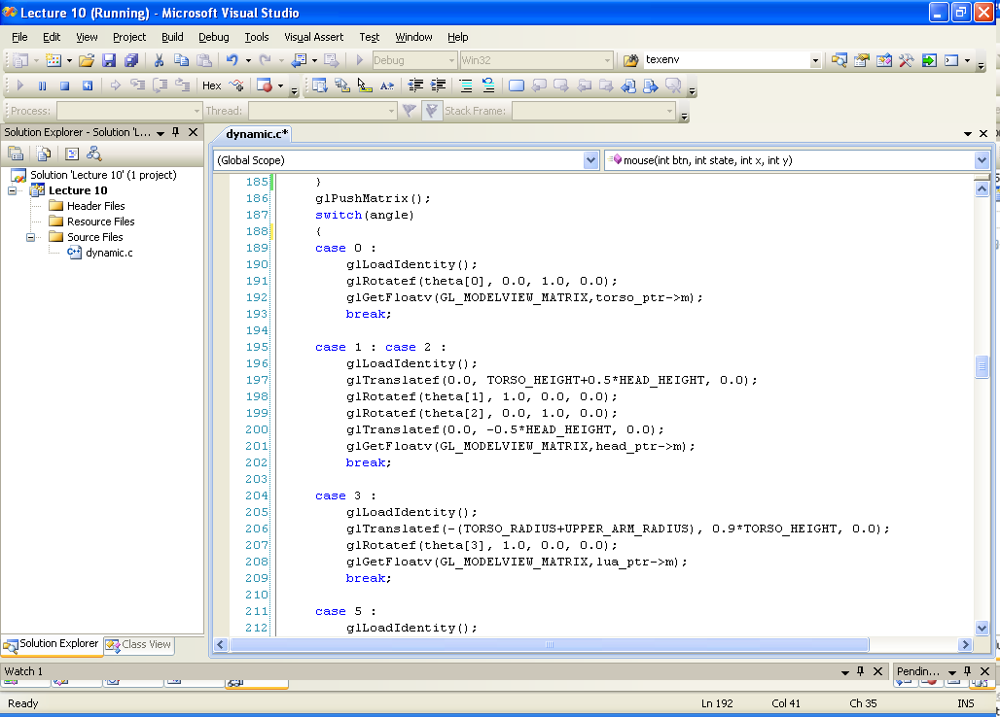 Lecture 10 (Running) - Microsoft Visual Studio
File Edit View Project Build Debug Tools Visual Assert Test Window Help
Debug Win32 texenv
Hex
Process: Thread: Stack Frame:
Solution Explorer - Solution 'L...
Solution 'Lecture 10' (1 project)
Lecture 10
Header Files
Resource Files
Source Files
dynamic.c
Solution Explorer Class View
dynamic.c*
(Global Scope) mouse(int btn, int state, int x, int y)
185 }
186 glPushMatrix();
187 switch(angle)
188 {
189 case 0 :
190 glLoadIdentity();
191 glRotatef(theta[0], 0.0, 1.0, 0.0);
192 glGetFloatv(GL_MODELVIEW_MATRIX,torso_ptr->m);
193 break;
194
195 case 1 : case 2 :
196 glLoadIdentity();
197 glTranslatef(0.0, TORSO_HEIGHT+0.5*HEAD_HEIGHT, 0.0);
198 glRotatef(theta[1], 1.0, 0.0, 0.0);
199 glRotatef(theta[2], 0.0, 1.0, 0.0);
200 glTranslatef(0.0, -0.5*HEAD_HEIGHT, 0.0);
201 glGetFloatv(GL_MODELVIEW_MATRIX,head_ptr->m);
202 break;
203
204 case 3 :
205 glLoadIdentity();
206 glTranslatef(-(TORSO_RADIUS+UPPER_ARM_RADIUS), 0.9*TORSO_HEIGHT, 0.0);
207 glRotatef(theta[3], 1.0, 0.0, 0.0);
208 glGetFloatv(GL_MODELVIEW_MATRIX,lua_ptr->m);
209 break;
210
211 case 5 :
212 glLoadIdentity();
Watch 1 Pendin...
Ready Ln 192 Col 41 Ch 35 INS